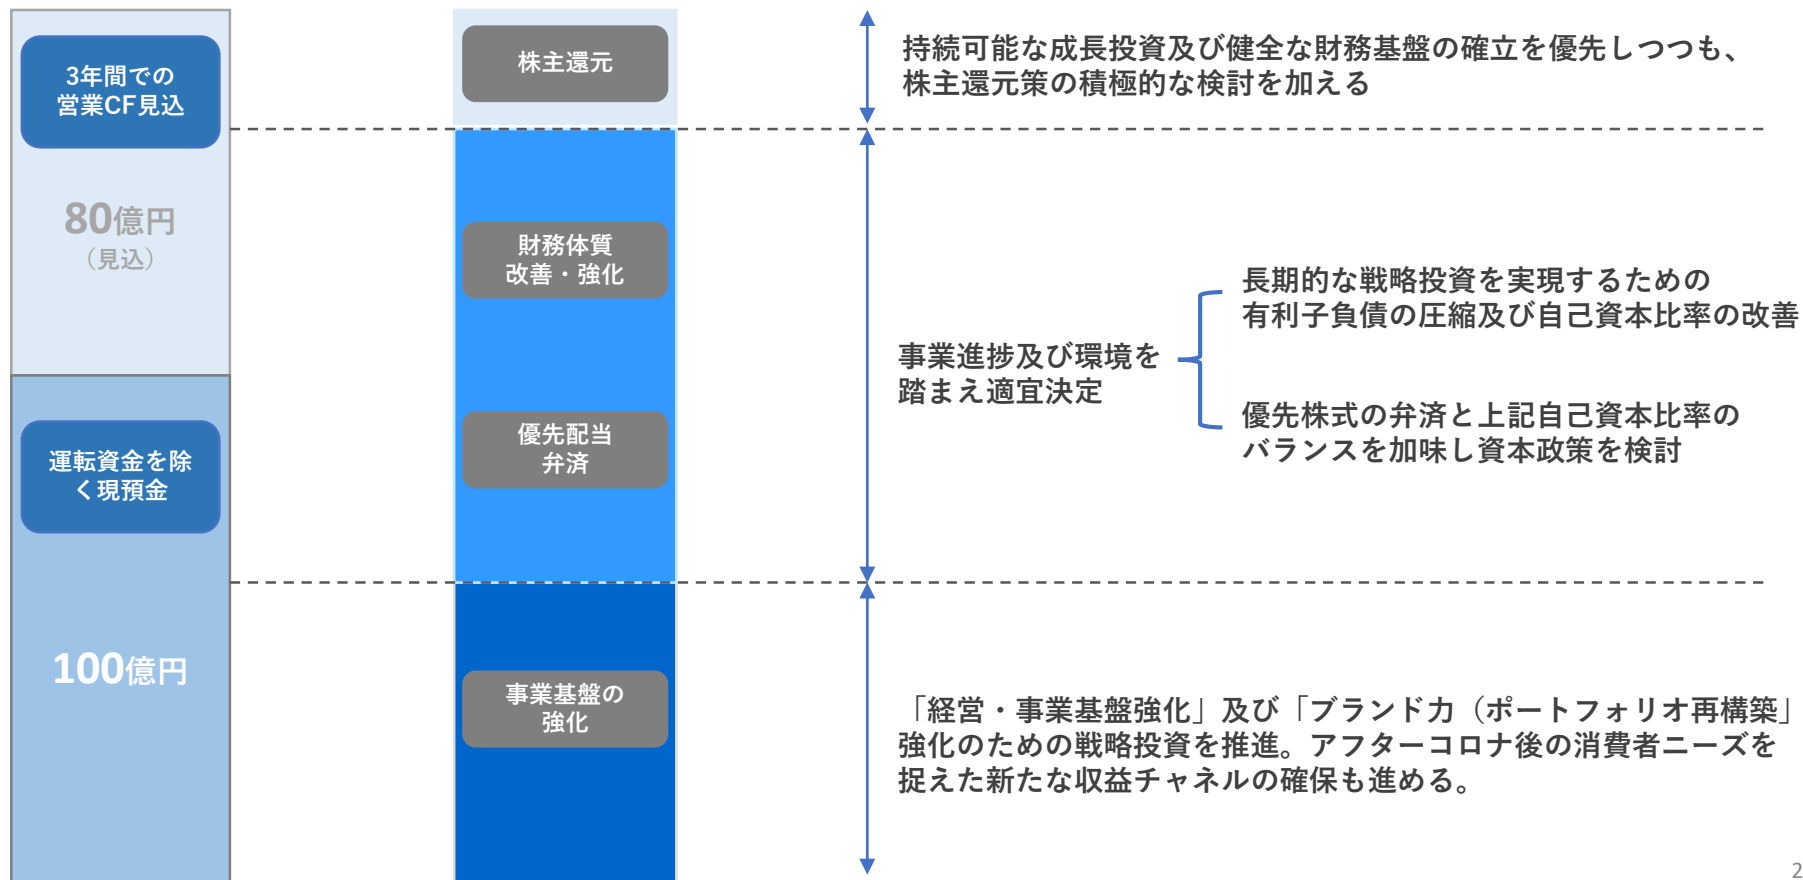 3年間での
営業CF見込
80億円
（見込）
運転資金を除
く現預金
100億円
株主還元
財務体質
改善・強化
優先配当
弁済
事業基盤の
強化
持続可能な成長投資及び健全な財務基盤の確立を優先しつつも、
株主還元策の積極的な検討を加える
事業進捗及び環境を
踏まえ適宜決定
長期的な戦略投資を実現するための
有利子負債の圧縮及び自己資本比率の改善
優先株式の弁済と上記自己資本比率の
バランスを加味し資本政策を検討
「経営・事業基盤強化」及び「ブランド力（ポートフォリオ再構築」
強化のための戦略投資を推進。アフターコロナ後の消費者ニーズを
捉えた新たな収益チャネルの確保も進める。
2